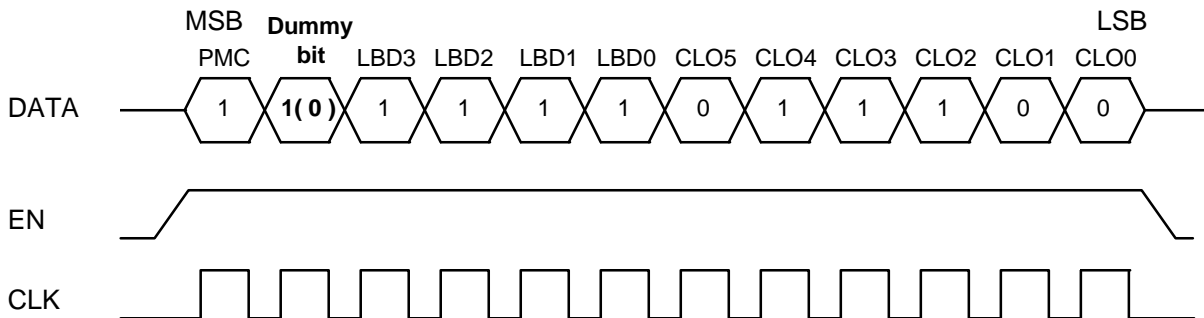 MSB Dummy LSB
bit
PMC LBD3 LBD2 LBD1 LBD0 CLO5 CLO4 CLO3 CLO2 CLO1 CLO0
DATA 1 1( 0 ) 1 1 1 1 0 1 1 1 0 0
EN
CLK